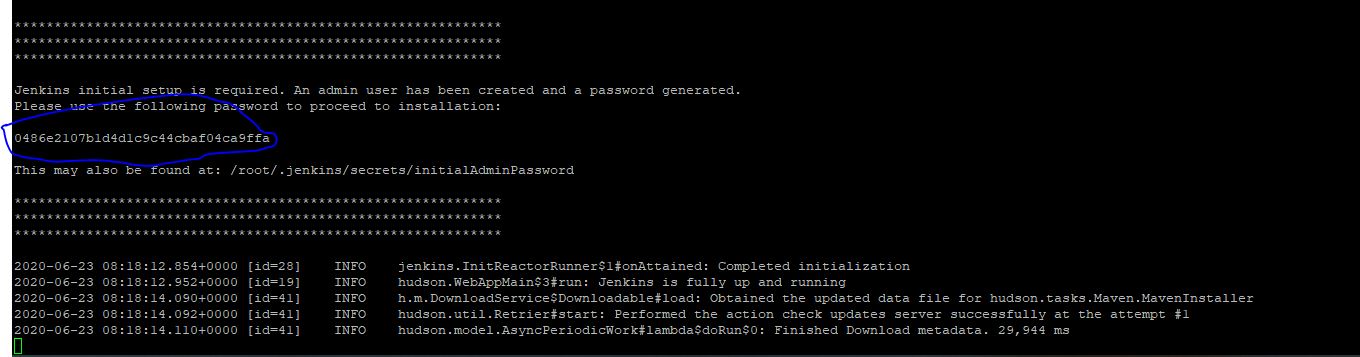 *************************************************************
*************************************************************
*************************************************************
Jenkins initial setup is required. An admin user has been created and a password generated.
Please use the following password to proceed to installation:
0486e2107b1d4d1c9c44cbaf04ca9ffa
This may also be found at: /root/.jenkins/secrets/initialAdminPassword
*************************************************************
*************************************************************
*************************************************************
2020-06-23 08:18:12.854+0000 [id=28] INFO jenkins.InitReactorRunner$1#onAttained: Completed initialization
2020-06-23 08:18:12.952+0000 [id=19] INFO hudson.WebAppMain$3#run: Jenkins is fully up and running
2020-06-23 08:18:14.090+0000 [id=41] INFO h.m.DownloadService$Downloadable#load: Obtained the updated data file for hudson.tasks.Maven.MavenInstaller
2020-06-23 08:18:14.092+0000 [id=41] INFO hudson.util.Retrier#start: Performed the action check updates server successfully at the attempt #1
2020-06-23 08:18:14.110+0000 [id=41] INFO hudson.model.AsyncPeriodicWork#lambda$doRun$0: Finished Download metadata. 29,944 ms